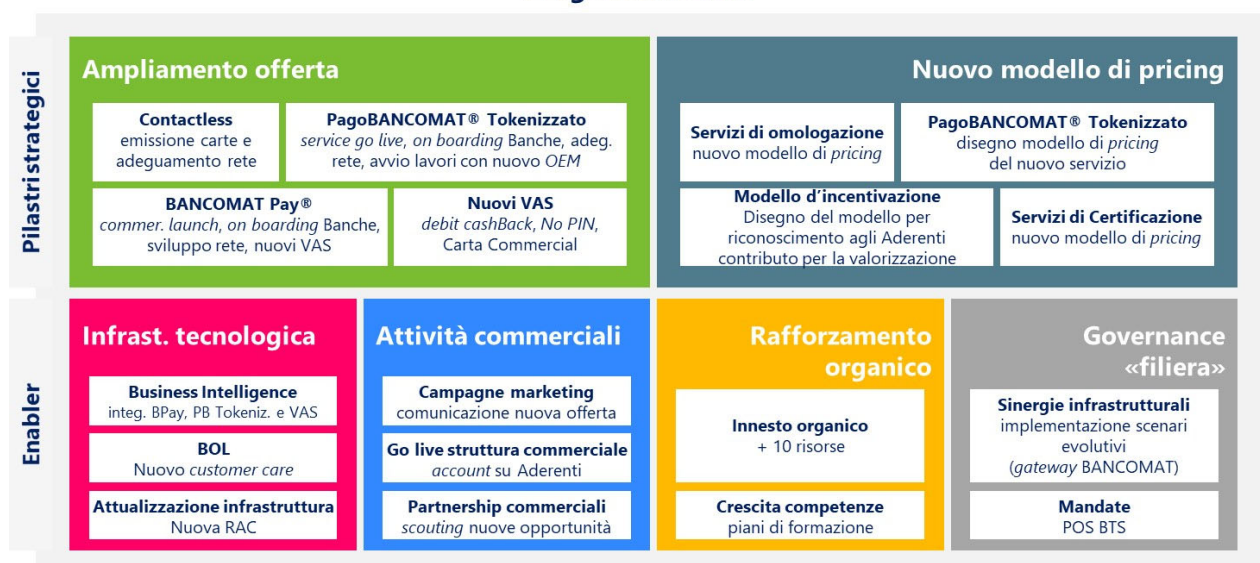 Pilastri strategici
Ampliamento offerta
Contactless
emissione carte e
adeguamento rete
PagoBANCOMAT® Tokenizzato
service go live, on boarding Banche, adeg.
rete, avvio lavori con nuovo OEM
BANCOMAT Pay®
commer. launch, on boarding Banche,
sviluppo rete, nuovi VAS
Nuovi VAS
debit cashBack, No PIN,
Carta Commercial
Nuovo modello di pricing
Servizi di omologazione
nuovo modello di pricing
PagoBANCOMAT® Tokenizzato
disegno modello di pricing
del nuovo servizio
Modello d'incentivazione
Disegno del modello per
riconoscimento agli Aderenti
contributo per la valorizzazione
Servizi di Certificazione
nuovo modello di pricing
Enabler
Infrast. tecnologica
Business Intelligence
integ. BPay, PB Tokeniz. e VAS
BOL
Nuovo customer care
Attualizzazione infrastruttura
Nuova RAC
Attività commerciali
Campagne marketing
comunicazione nuova offerta
Go live struttura commerciale
account su Aderenti
Partnership commerciali
scouting nuove opportunità
Rafforzamento
organico
Innesto organico
+ 10 risorse
Crescita competenze
piani di formazione
Governance
«filiera»
Sinergie infrastrutturali
implementazione scenari
evolutivi
(gateway BANCOMAT)
Mandate
POS BTS